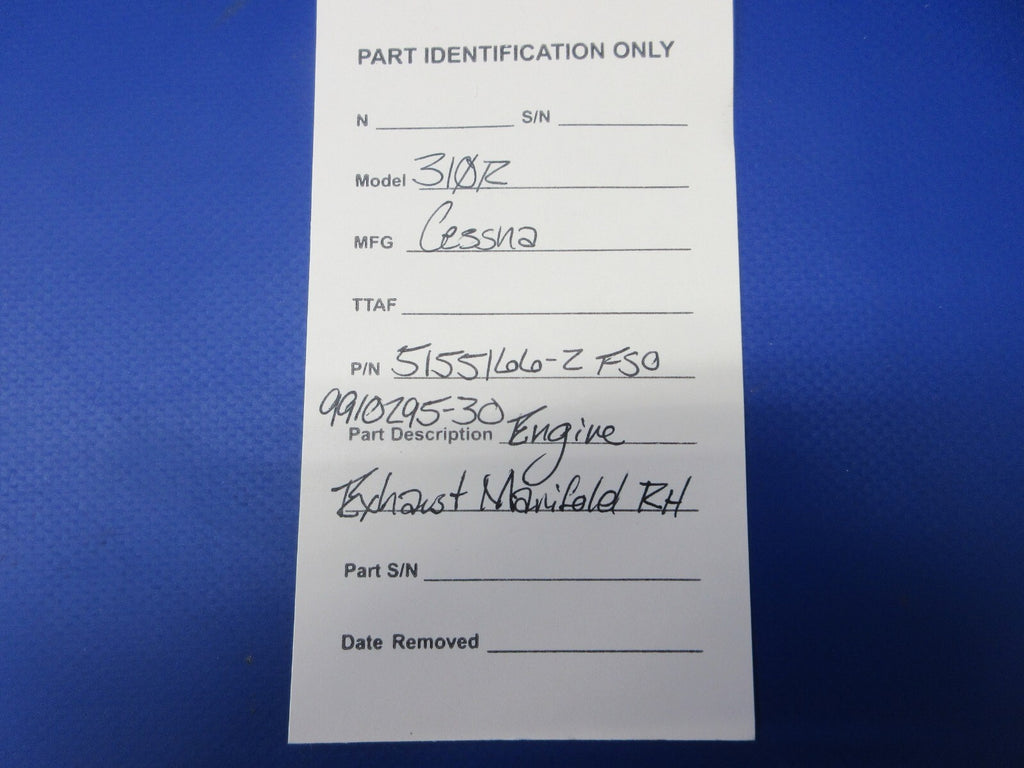 PART IDENTIFICATION ONLY
N S/N
Model 310R
MFG Cessna
TTAF
P/N 5155166-2 FSO
9910295-30
Part Description Engine
Exhaust Manifold RH
Part S/N
Date Removed